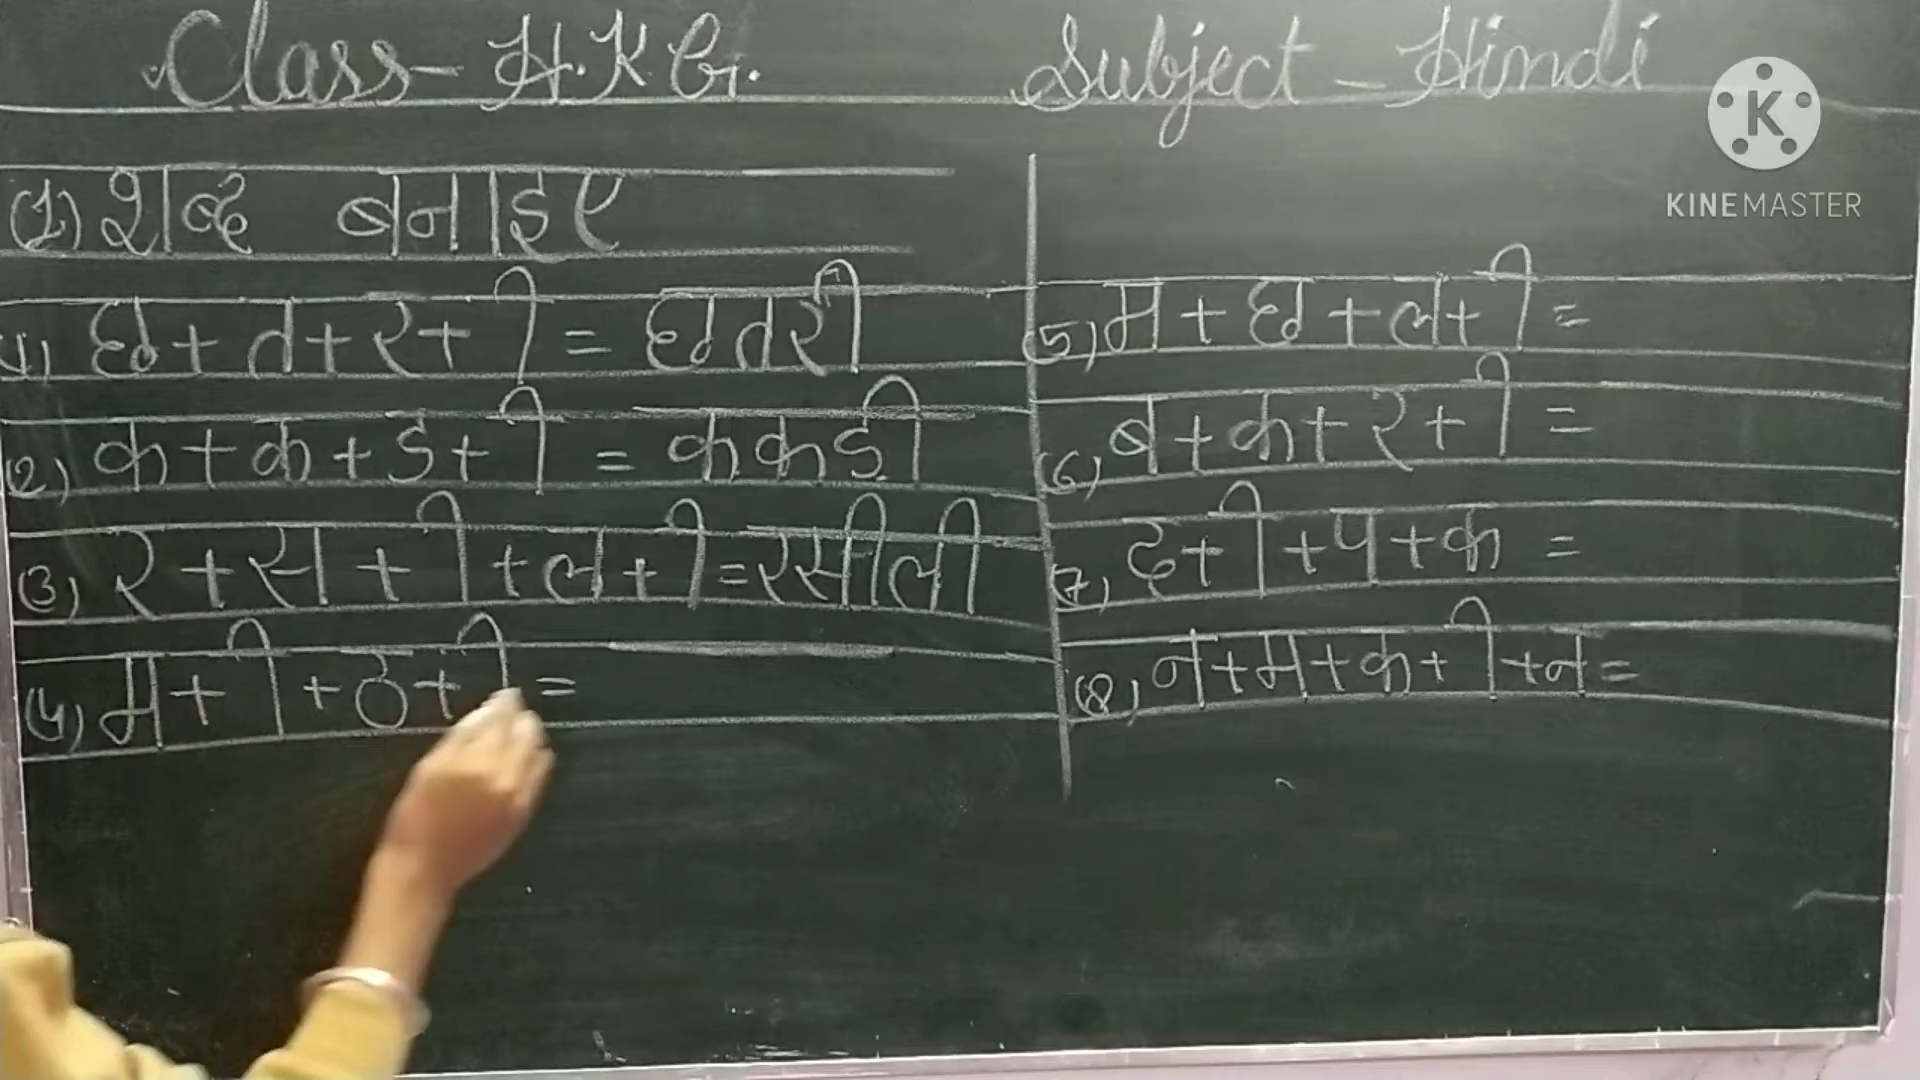 Class- H.K.G. Subject - Hindi
(1) शब्द बनाइए
1) छ + त + र + ी = छतरी
(2) क + क + ड + ी = ककडी
(3) र + स + ी + ल + ी = रसीली
(4) म + ी + ठ + ी =
(5) म + छ + ल + ी =
(6) ब + क + र + ी =
(7) द + ी + प + क =
(8) न + म + क + ी + न =
K
KINEMASTER